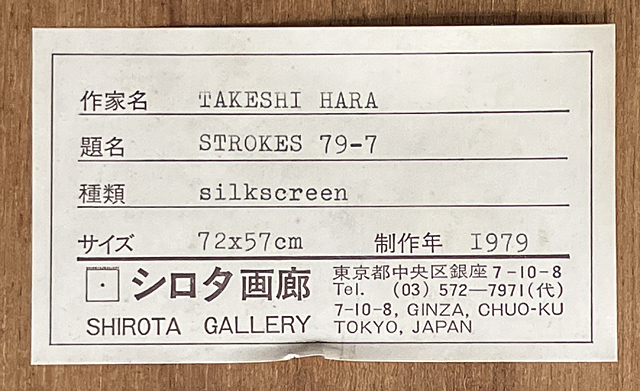 作家名 TAKESHI HARA
題名 STROKES 79-7
種類 silkscreen
サイズ 72x57cm 制作年 I979
シロタ画廊
SHIROTA GALLERY
東京都中央区銀座7-10-8
Tel. (03) 572—7971(代)
7-10-8, GINZA, CHUO-KU
TOKYO, JAPAN